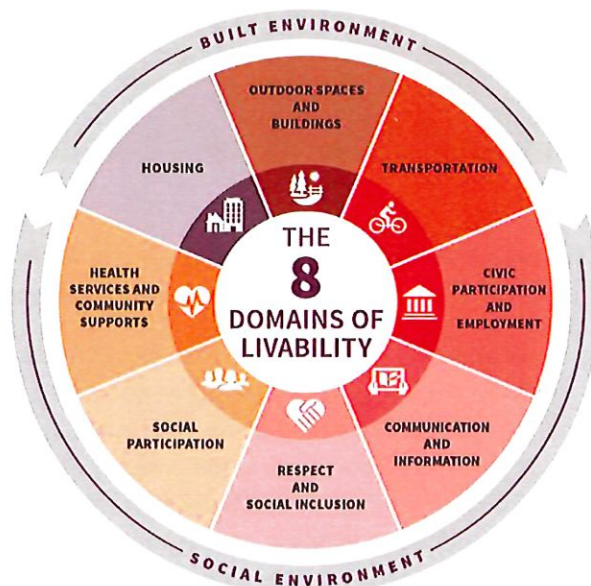 BUILT ENVIRONMENT
OUTDOOR SPACES
AND
BUILDINGS
HOUSING
TRANSPORTATION
THE
8
DOMAINS OF
LIVABILITY
HEALTH
SERVICES AND
COMMUNITY
SUPPORTS
CIVIC
PARTICIPATION
AND
EMPLOYMENT
SOCIAL
PARTICIPATION
COMMUNICATION
AND
INFORMATION
RESPECT
AND
SOCIAL INCLUSION
SOCIAL ENVIRONMENT